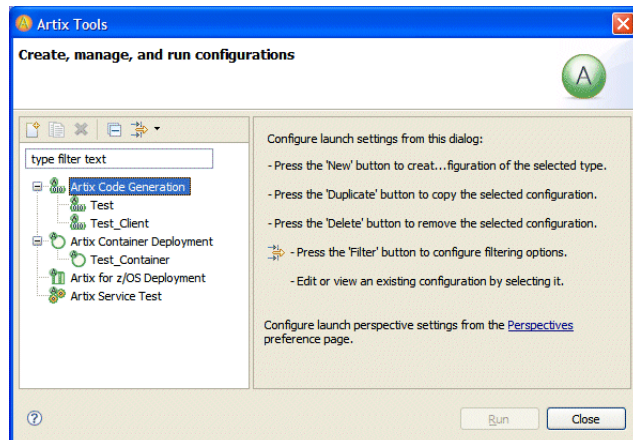 Artix Tools
Create, manage, and run configurations
A
type filter text
Artix Code Generation
Test
Test_Client
Artix Container Deployment
Test_Container
Artix for z/OS Deployment
Artix Service Test
Configure launch settings from this dialog:
- Press the 'New' button to creat...figuration of the selected type.
- Press the 'Duplicate' button to copy the selected configuration.
- Press the 'Delete' button to remove the selected configuration.
- Press the 'Filter' button to configure filtering options.
- Edit or view an existing configuration by selecting it.
Configure launch perspective settings from the Perspectives
preference page.
?
Run
Close